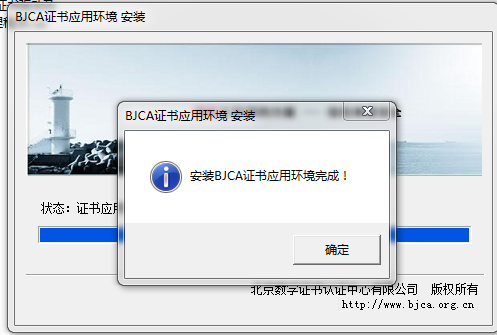 BJCA证书应用环境 安装
BJCA证书应用环境 安装
安装BJCA证书应用环境完成！
状态：证书应用
确定
北京数字证书认证中心有限公司 版权所有
http://www.bjca.org.cn